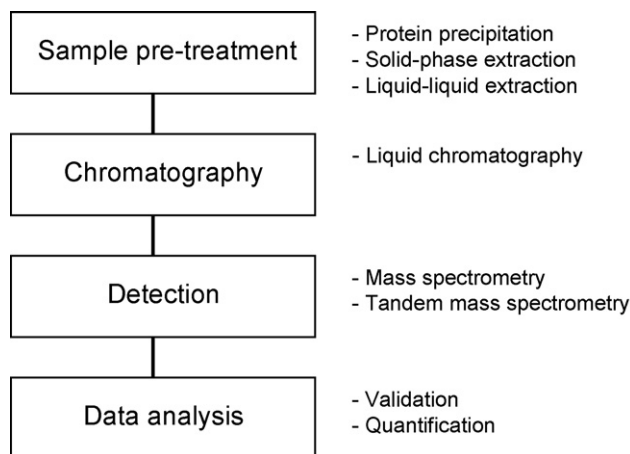 Sample pre-treatment
- Protein precipitation
- Solid-phase extraction
- Liquid-liquid extraction
Chromatography
- Liquid chromatography
Detection
- Mass spectrometry
- Tandem mass spectrometry
Data analysis
- Validation
- Quantification